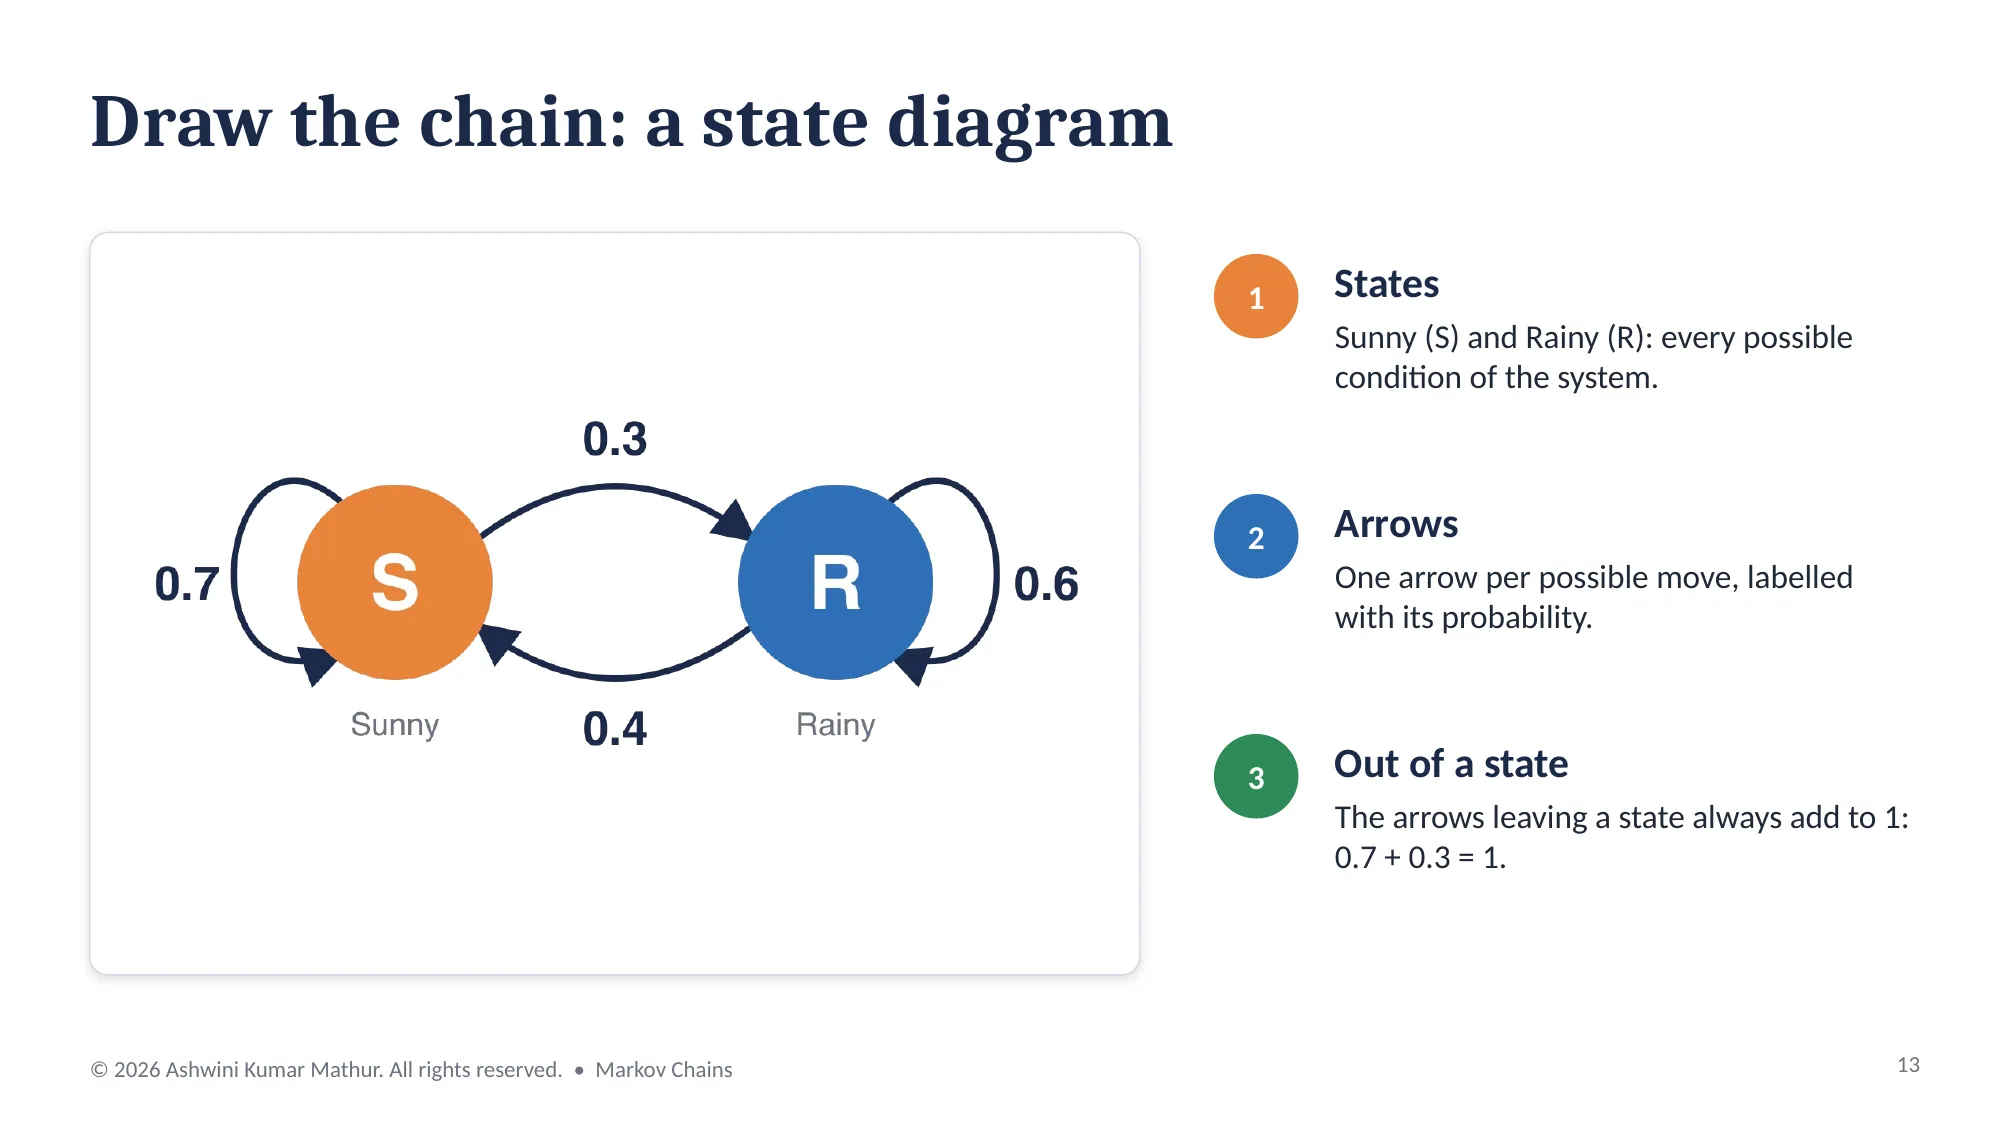 Draw the chain: a state diagram
0.3
0.7
S
R
0.6
Sunny
0.4
Rainy
1
States
Sunny (S) and Rainy (R): every possible
condition of the system.
2
Arrows
One arrow per possible move, labelled
with its probability.
3
Out of a state
The arrows leaving a state always add to 1:
0.7 + 0.3 = 1.
© 2026 Ashwini Kumar Mathur. All rights reserved. • Markov Chains
13